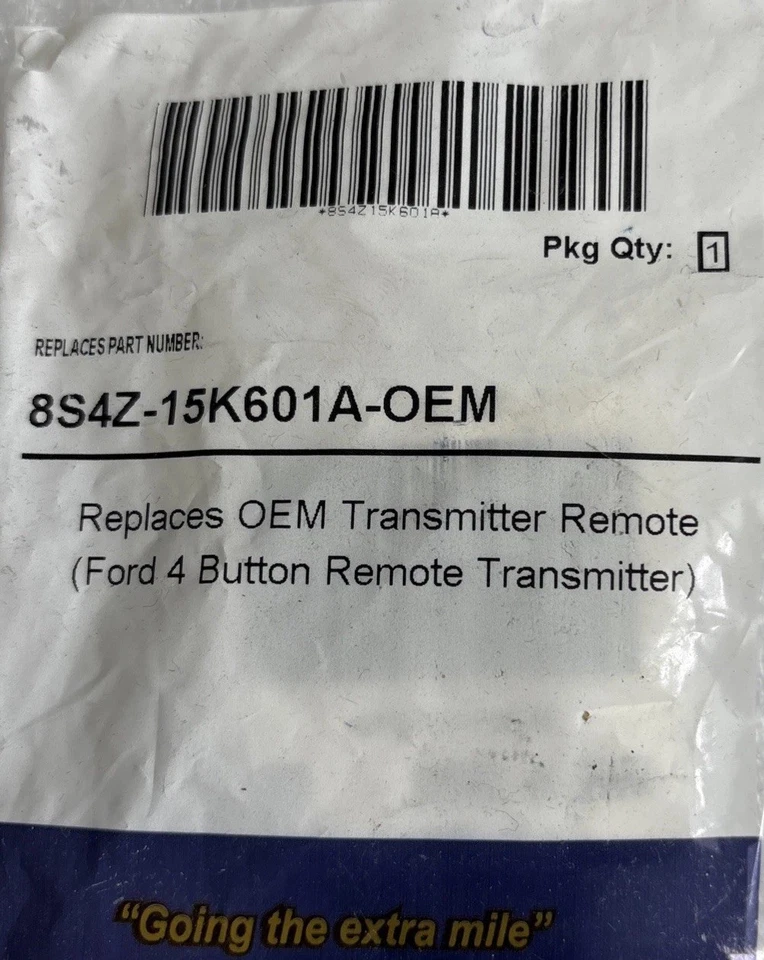 *8S4Z15K601A*
Pkg Qty: 1
REPLACES PART NUMBER:
8S4Z-15K601A-OEM
Replaces OEM Transmitter Remote
(Ford 4 Button Remote Transmitter)
“Going the extra mile”